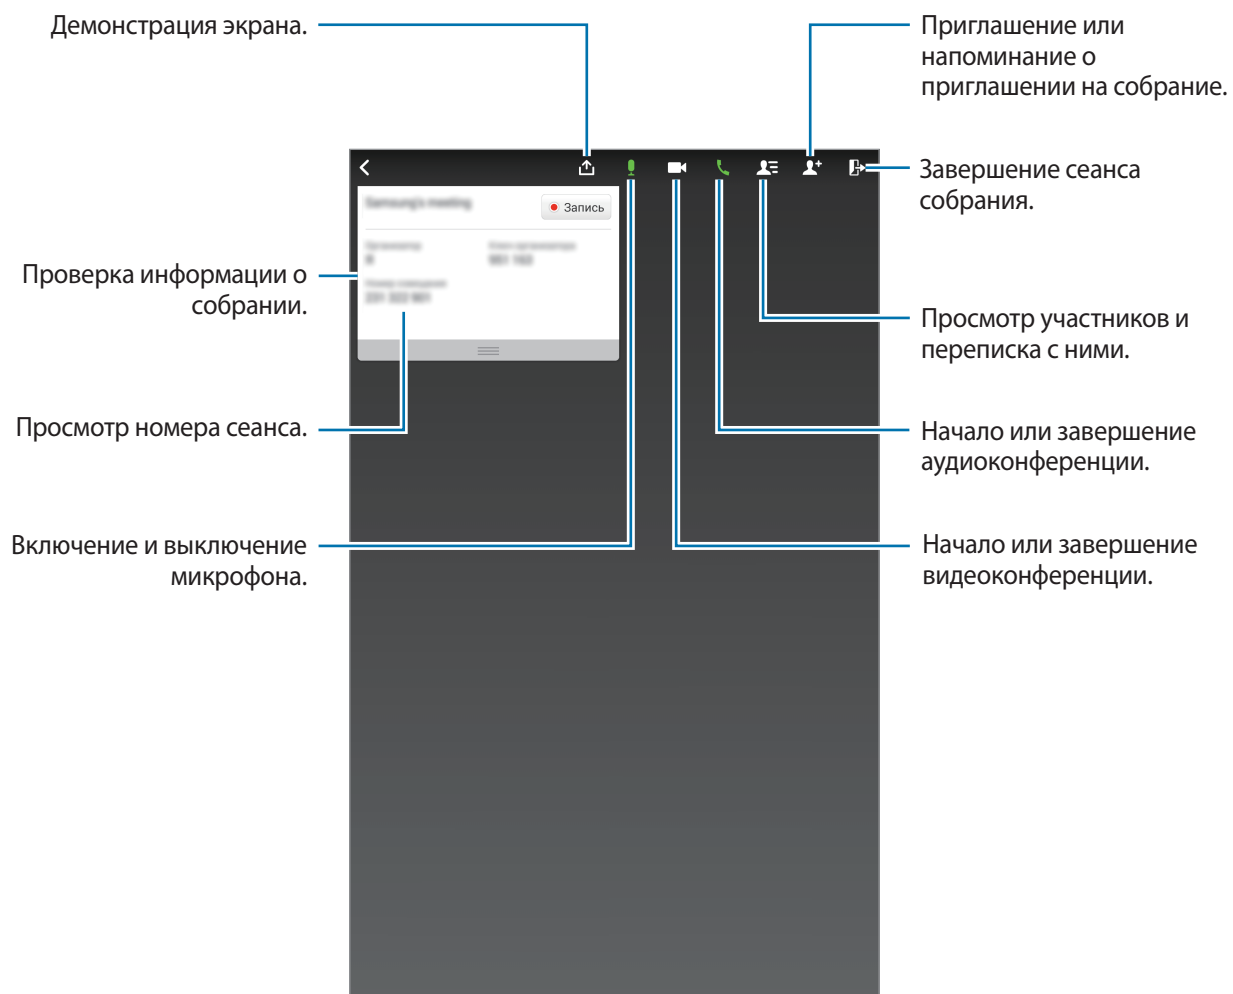 Демонстрация экрана.
Приглашение или
напоминание о
приглашении на собрание.
Завершение сеанса
собрания.
Запись
Проверка информации о
собрании.
Просмотр участников и
переписка с ними.
Просмотр номера сеанса.
Начало или завершение
аудиоконференции.
Включение и выключение
микрофона.
Начало или завершение
видеоконференции.